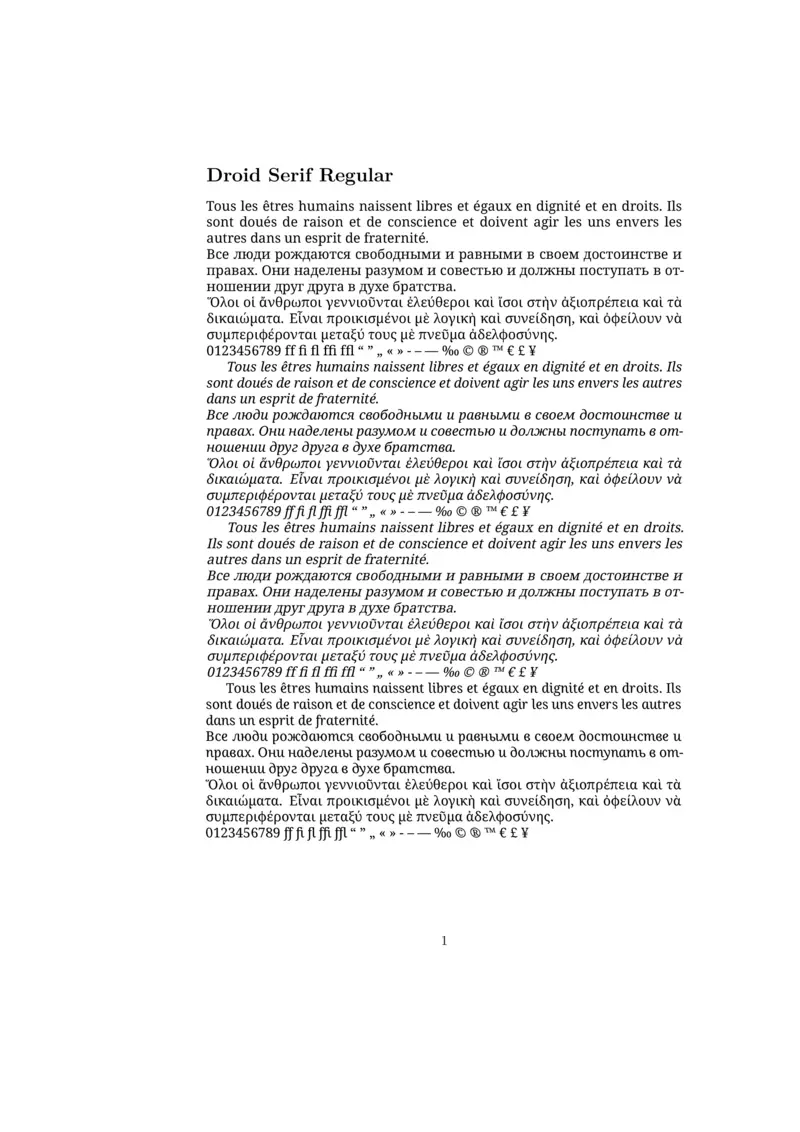 Droid Serif Regular
Tous les êtres humains naissent libres et égaux en dignité et en droits. Ils
sont doués de raison et de conscience et doivent agir les uns envers les
autres dans un esprit de fraternité.
Все люди рождаются свободными и равными в своем достоинстве и
правах. Они наделены разумом и совестью и должны поступать в от-
ношении друг друга в духе братства.
Ὅλοι οἱ ἄνθρωποι γεννιοῦνται ἐλεύθεροι καὶ ἴσοι στὴν ἀξιοπρέπεια καὶ τὰ
δικαιώματα. Εἶναι προικισμένοι μὲ λογικὴ καὶ συνείδηση, καὶ ὀφείλουν νὰ
συμπεριφέρονται μεταξύ τους μὲ πνεῦμα ἀδελφοσύνης.
0123456789 ff fi fl ffi ffl “ ” „ « » - – — ‰ © ® ™ € £ ¥
Tous les êtres humains naissent libres et égaux en dignité et en droits. Ils
sont doués de raison et de conscience et doivent agir les uns envers les autres
dans un esprit de fraternité.
Все люди рождаются свободными и равными в своем достоинстве и
правах. Они наделены разумом и совестью и должны поступать в от-
ношении друг друга в духе братства.
Ὅλοι οἱ ἄνθρωποι γεννιοῦνται ἐλεύθεροι καὶ ἴσοι στὴν ἀξιοπρέπεια καὶ τὰ
δικαιώματα. Εἶναι προικισμένοι μὲ λογικὴ καὶ συνείδηση, καὶ ὀφείλουν νὰ
συμπεριφέρονται μεταξύ τους μὲ πνεῦμα ἀδελφοσύνης.
0123456789 ff fi fl ffi ffl “ ” „ « » - – — ‰ © ® ™ € £ ¥
Tous les êtres humains naissent libres et égaux en dignité et en droits.
Ils sont doués de raison et de conscience et doivent agir les uns envers les
autres dans un esprit de fraternité.
Все люди рождаются свободными и равными в своем достоинстве и
правах. Они наделены разумом и совестью и должны поступать в от-
ношении друг друга в духе братства.
Ὅλοι οἱ ἄνθρωποι γεννιοῦνται ἐλεύθεροι καὶ ἴσοι στὴν ἀξιοπρέπεια καὶ τὰ
δικαιώματα. Εἶναι προικισμένοι μὲ λογικὴ καὶ συνείδηση, καὶ ὀφείλουν νὰ
συμπεριφέρονται μεταξύ τους μὲ πνεῦμα ἀδελφοσύνης.
0123456789 ff fi fl ffi ffl “ ” „ « » - – — ‰ © ® ™ € £ ¥
Tous les êtres humains naissent libres et égaux en dignité et en droits. Ils
sont doués de raison et de conscience et doivent agir les uns envers les autres
dans un esprit de fraternité.
Все люди рождаются свободными и равными в своем достоинстве и
правах. Они наделены разумом и совестью и должны поступать в от-
ношении друг друга в духе братства.
Ὅλοι οἱ ἄνθρωποι γεννιοῦνται ἐλεύθεροι καὶ ἴσοι στὴν ἀξιοπρέπεια καὶ τὰ
δικαιώματα. Εἶναι προικισμένοι μὲ λογικὴ καὶ συνείδηση, καὶ ὀφείλουν νὰ
συμπεριφέρονται μεταξύ τους μὲ πνεῦμα ἀδελφοσύνης.
0123456789 ff fi fl ffi ffl “ ” „ « » - – — ‰ © ® ™ € £ ¥
1